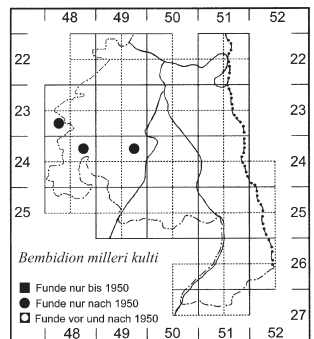 48 49 50 51 52
22 22
23 23
24 24
25 25
Bembidion milleri kulti
26
Funde nur bis 1950
Funde nur nach 1950
Funde vor und nach 1950
27
48 49 50 51 52